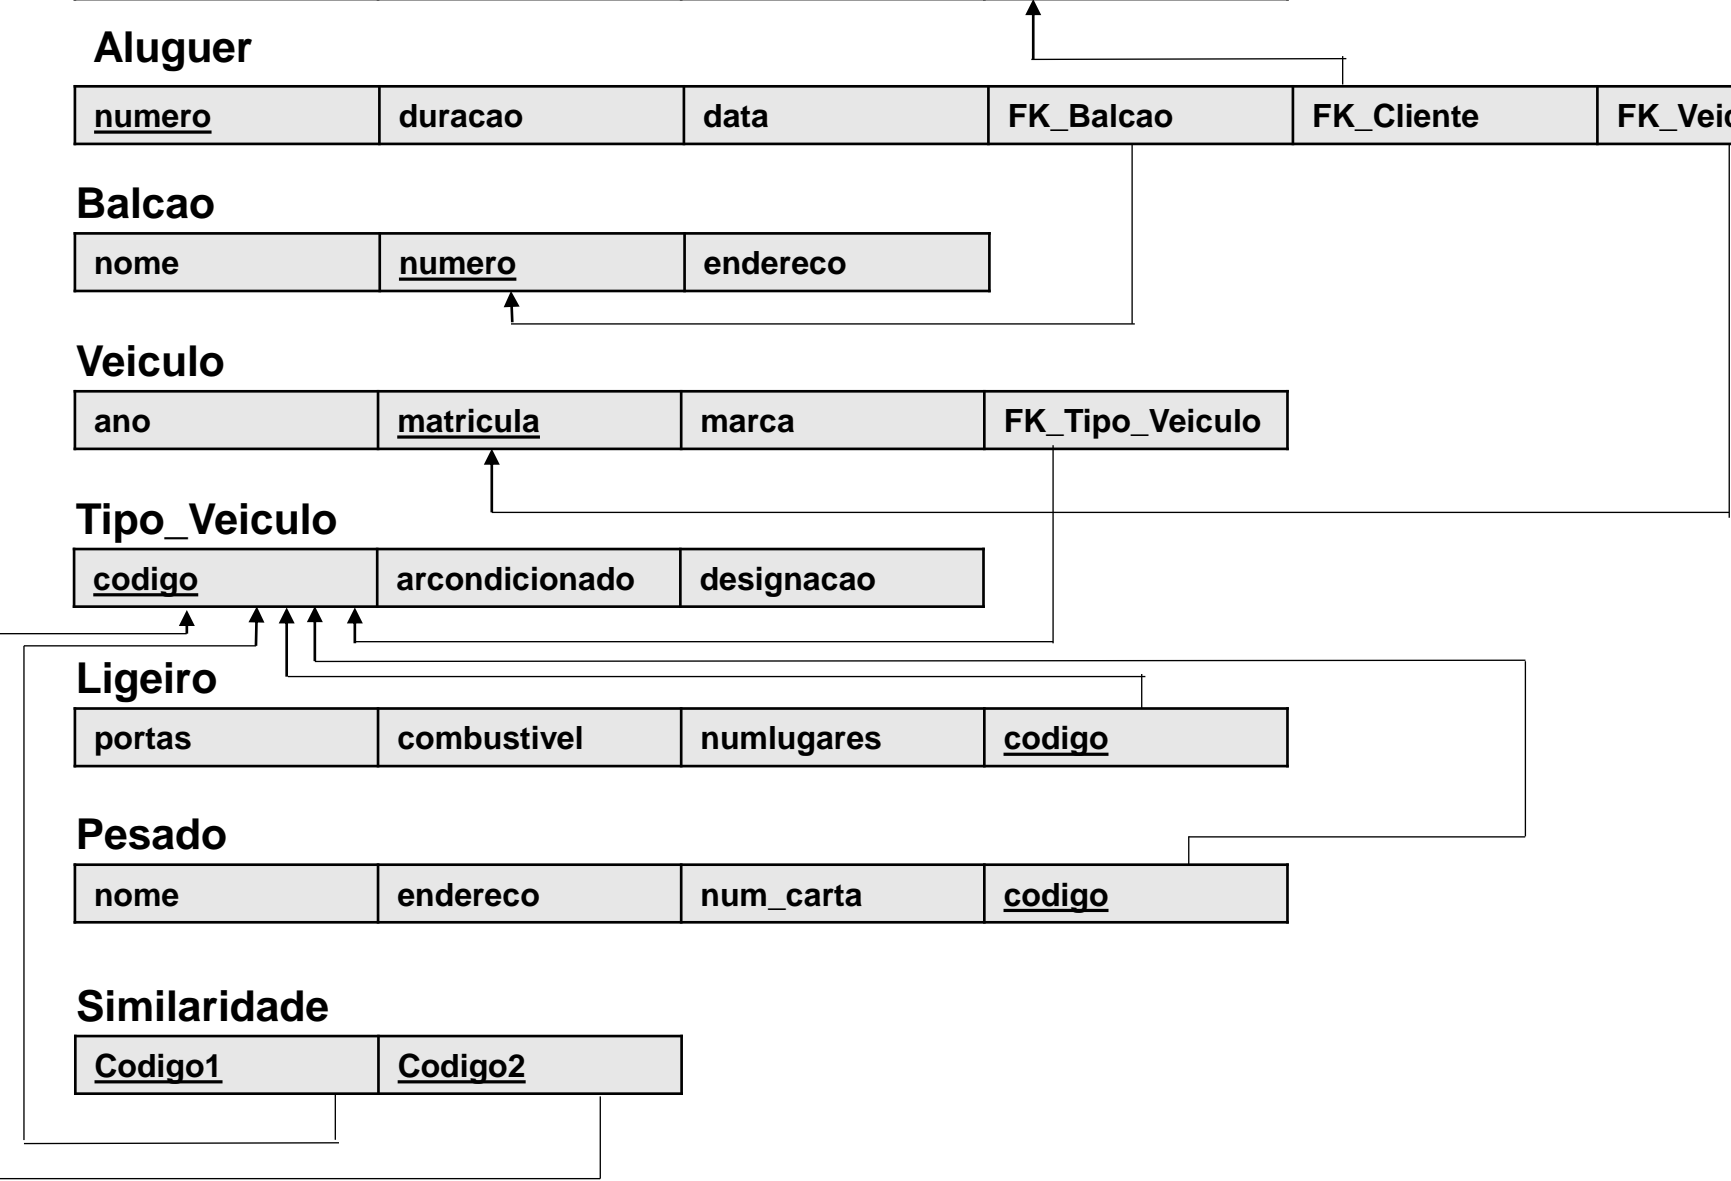 Aluguer
numero duracao data FK_Balcao FK_Cliente FK_Veic
Balcao
nome numero endereco
Veiculo
ano matricula marca FK_Tipo_Veiculo
Tipo_Veiculo
codigo arcondicionado designacao
Ligeiro
portas combustivel numlugares codigo
Pesado
nome endereco num_carta codigo
Similaridade
Codigo1 Codigo2